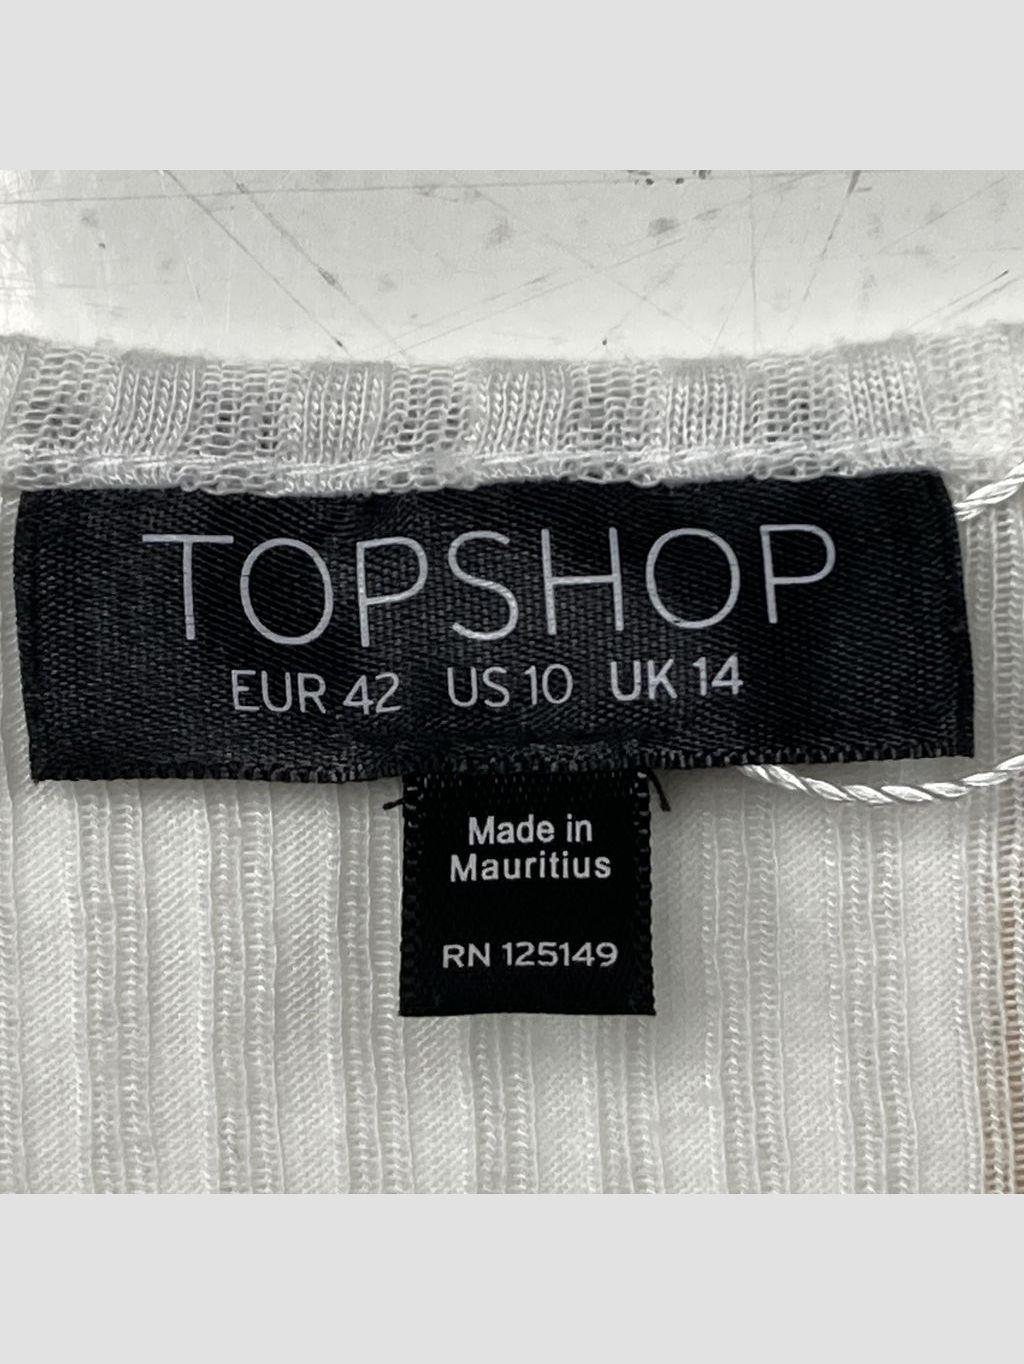 TOPSHOP
EUR 42 US 10 UK 14
Made in
Mauritius
RN 125149